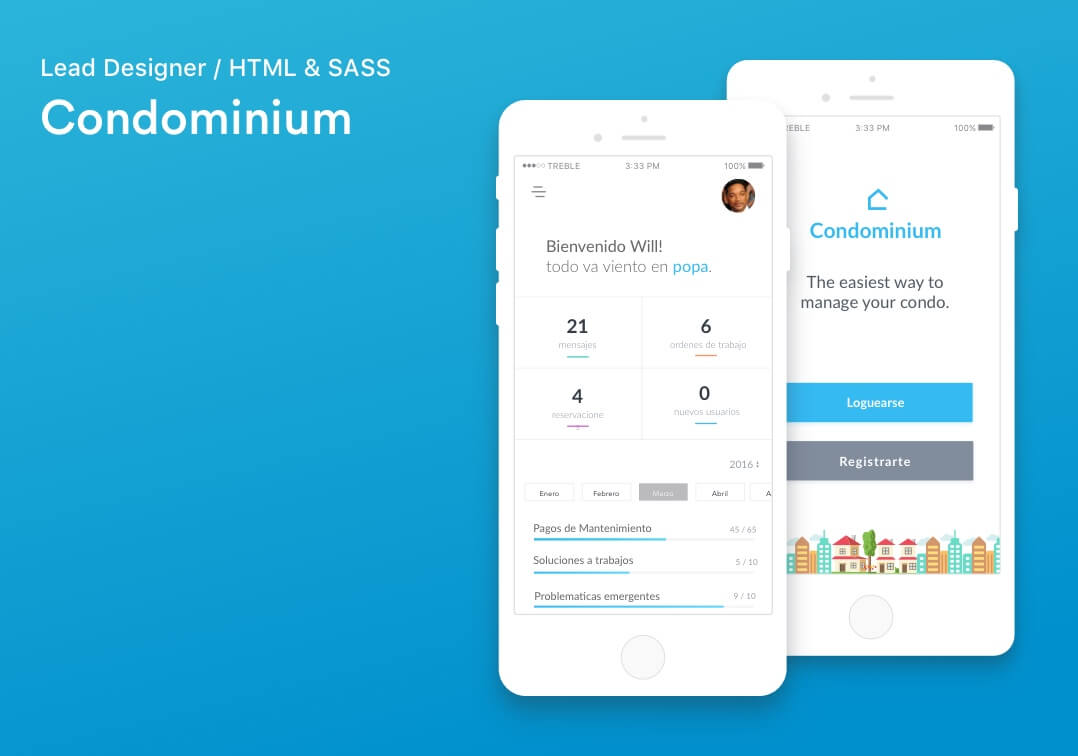 Lead Designer / HTML & SASS
Condominium
TREBLE 3:33 PM 100%
Bienvenido Will!
todo va viento en popa.
21
mensajes
6
ordenes de trabajo
4
reservacione
s
0
nuevos usuarios
2016
Enero Febrero Marzo Abril A
Pagos de Mantenimiento 45 / 65
Soluciones a trabajos 5 / 10
Problematicas emergentes 9 / 10
EBLE 3:33 PM 100%
Condominium
The easiest way to
manage your condo.
Loguearse
Registrarte